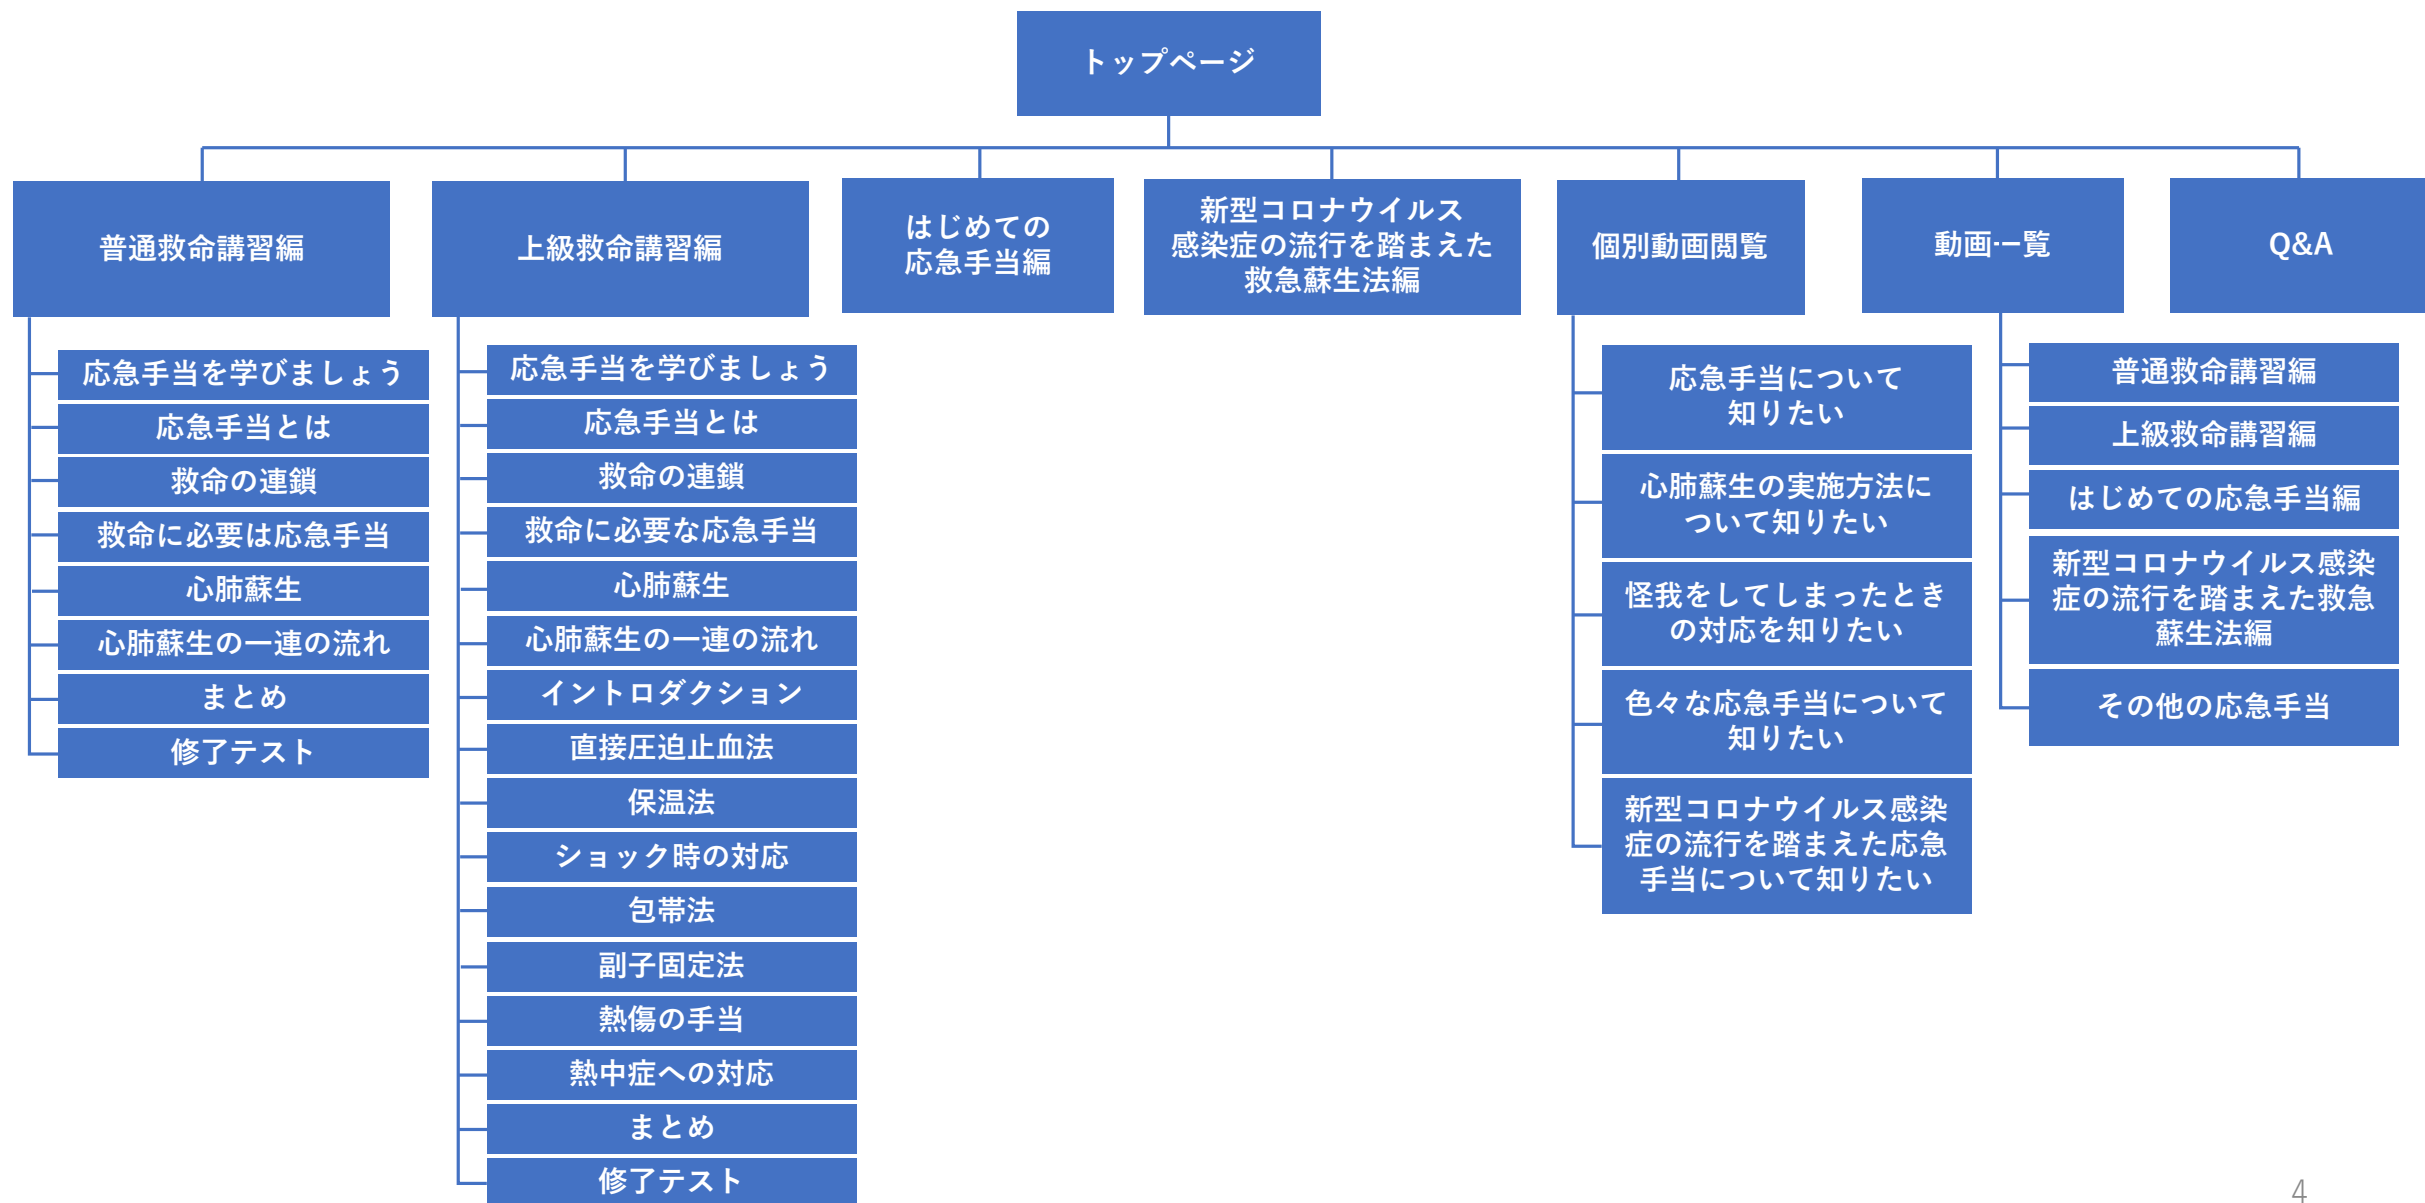 トップページ
普通救命講習編
応急手当を学びましょう
応急手当とは
救命の連鎖
救命に必要は応急手当
心肺蘇生
心肺蘇生の一連の流れ
まとめ
修了テスト
上級救命講習編
応急手当を学びましょう
応急手当とは
救命の連鎖
救命に必要な応急手当
心肺蘇生
心肺蘇生の一連の流れ
イントロダクション
直接圧迫止血法
保温法
ショック時の対応
包帯法
副子固定法
熱傷の手当
熱中症への対応
まとめ
修了テスト
はじめての
応急手当編
新型コロナウイルス
感染症の流行を踏まえた
救急蘇生法編
個別動画閲覧
応急手当について
知りたい
心肺蘇生の実施方法に
ついて知りたい
怪我をしてしまったとき
の対応を知りたい
色々な応急手当について
知りたい
新型コロナウイルス感染
症の流行を踏まえた応急
手当について知りたい
動画一覧
普通救命講習編
上級救命講習編
はじめての応急手当編
新型コロナウイルス感染
症の流行を踏まえた救急
蘇生法編
その他の応急手当
Q&A
4